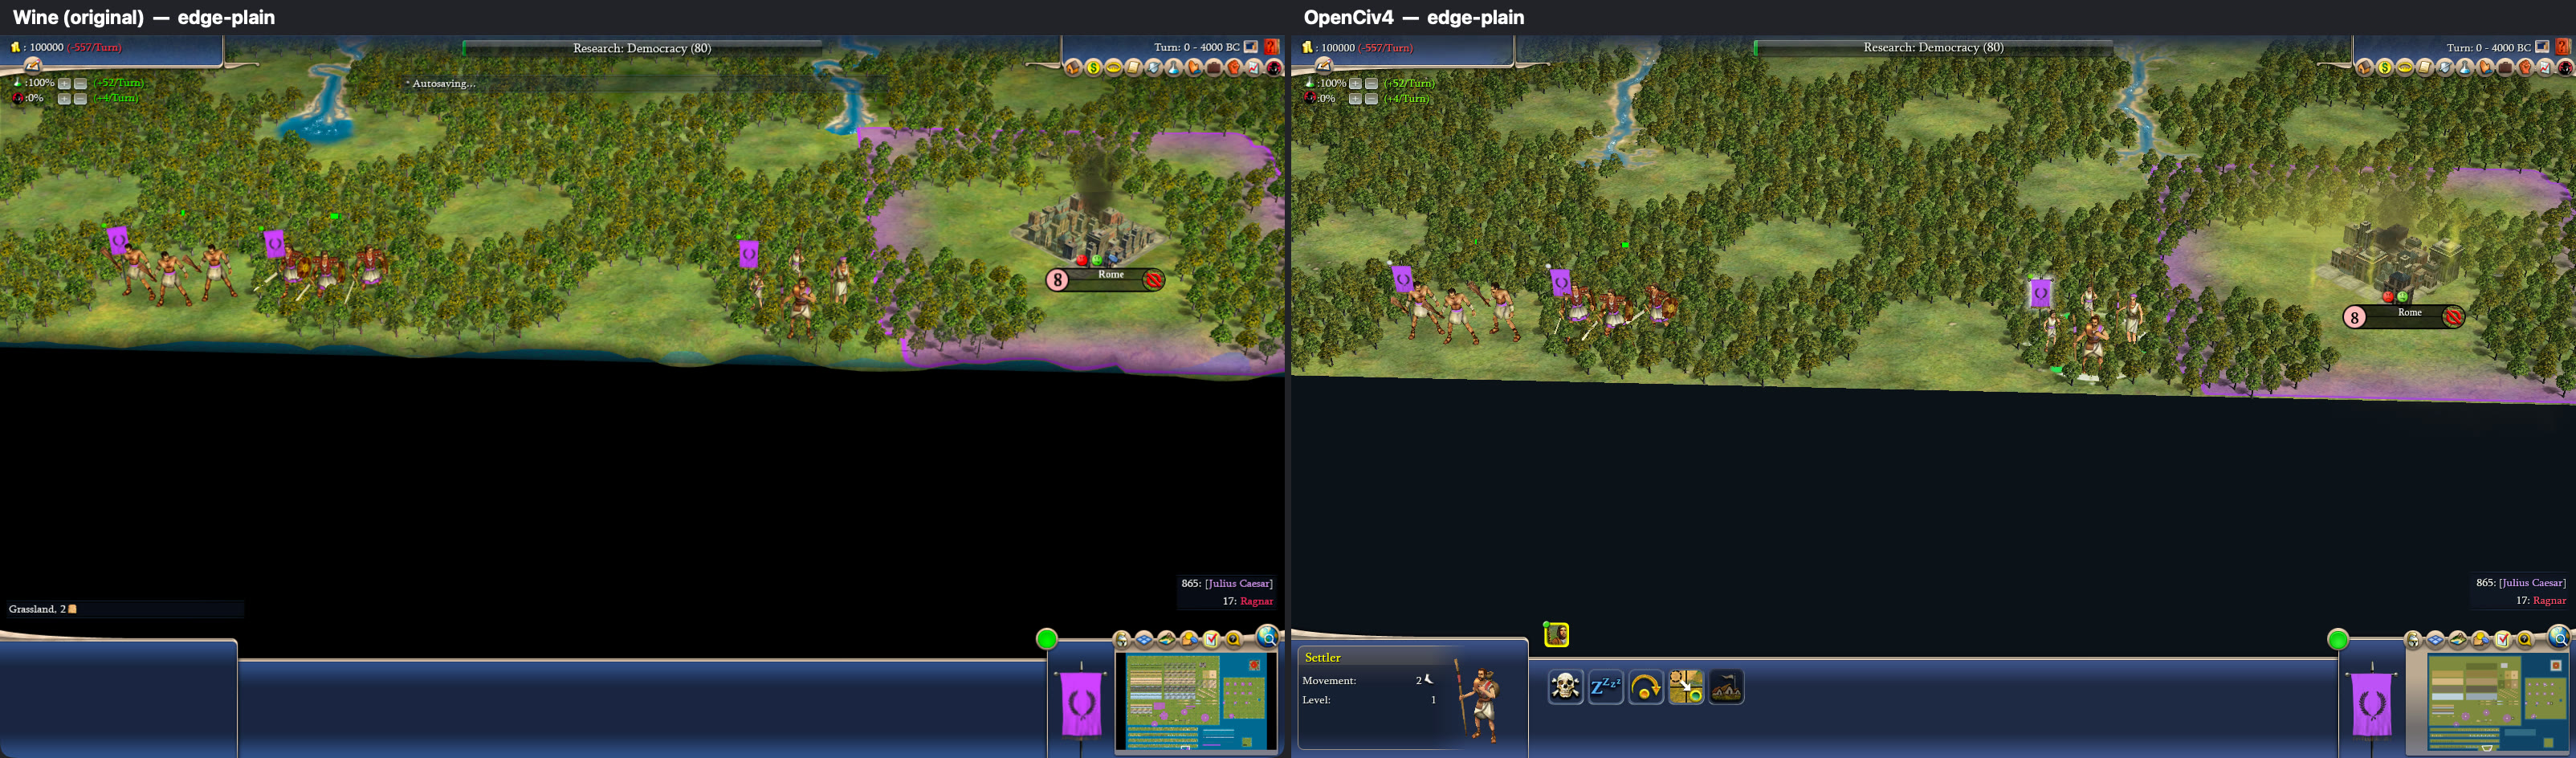 Wine (original) — edge-plain
: 100000 (-557/Turn)
Research: Democracy (80)
Turn: 0 - 4000 BC
:100% (+52/Turn)
:0% (+4/Turn)
* Autosaving...
8 Rome
865: [Julius Caesar]
17: Ragnar
Grassland, 2
OpenCiv4 — edge-plain
: 100000 (-557/Turn)
Research: Democracy (80)
Turn: 0 - 4000 BC
:100% (+52/Turn)
:0% (+4/Turn)
8 Rome
865: [Julius Caesar]
17: Ragnar
Settler
Movement: 2
Level: 1
ZZzz